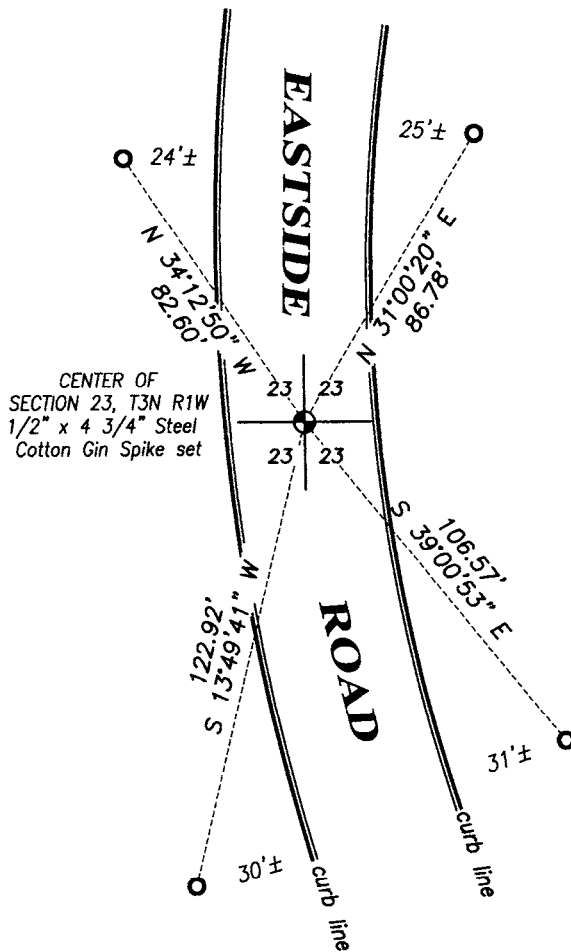 EASTSIDE
24'±
25'±
N 34°12'50" W
82.60'
N 31°00'20" E
86.78'
CENTER OF
SECTION 23, T3N R1W
1/2" x 4 3/4" Steel
Cotton Gin Spike set
23 23
23 23
106.57'
S 39°00'53" E
122.92'
S 13°49'41" W
ROAD
31'±
30'±
curb line
curb line